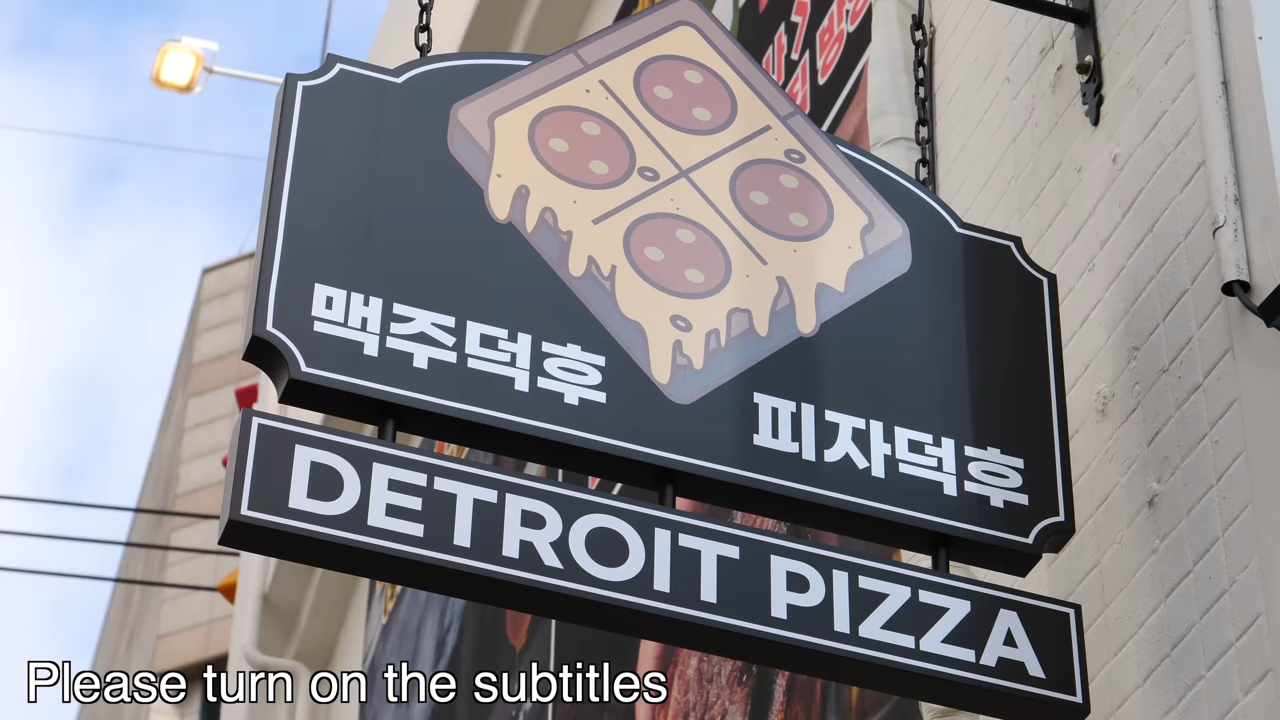 맥주덕후
피자덕후
DETROIT PIZZA
Please turn on the subtitles